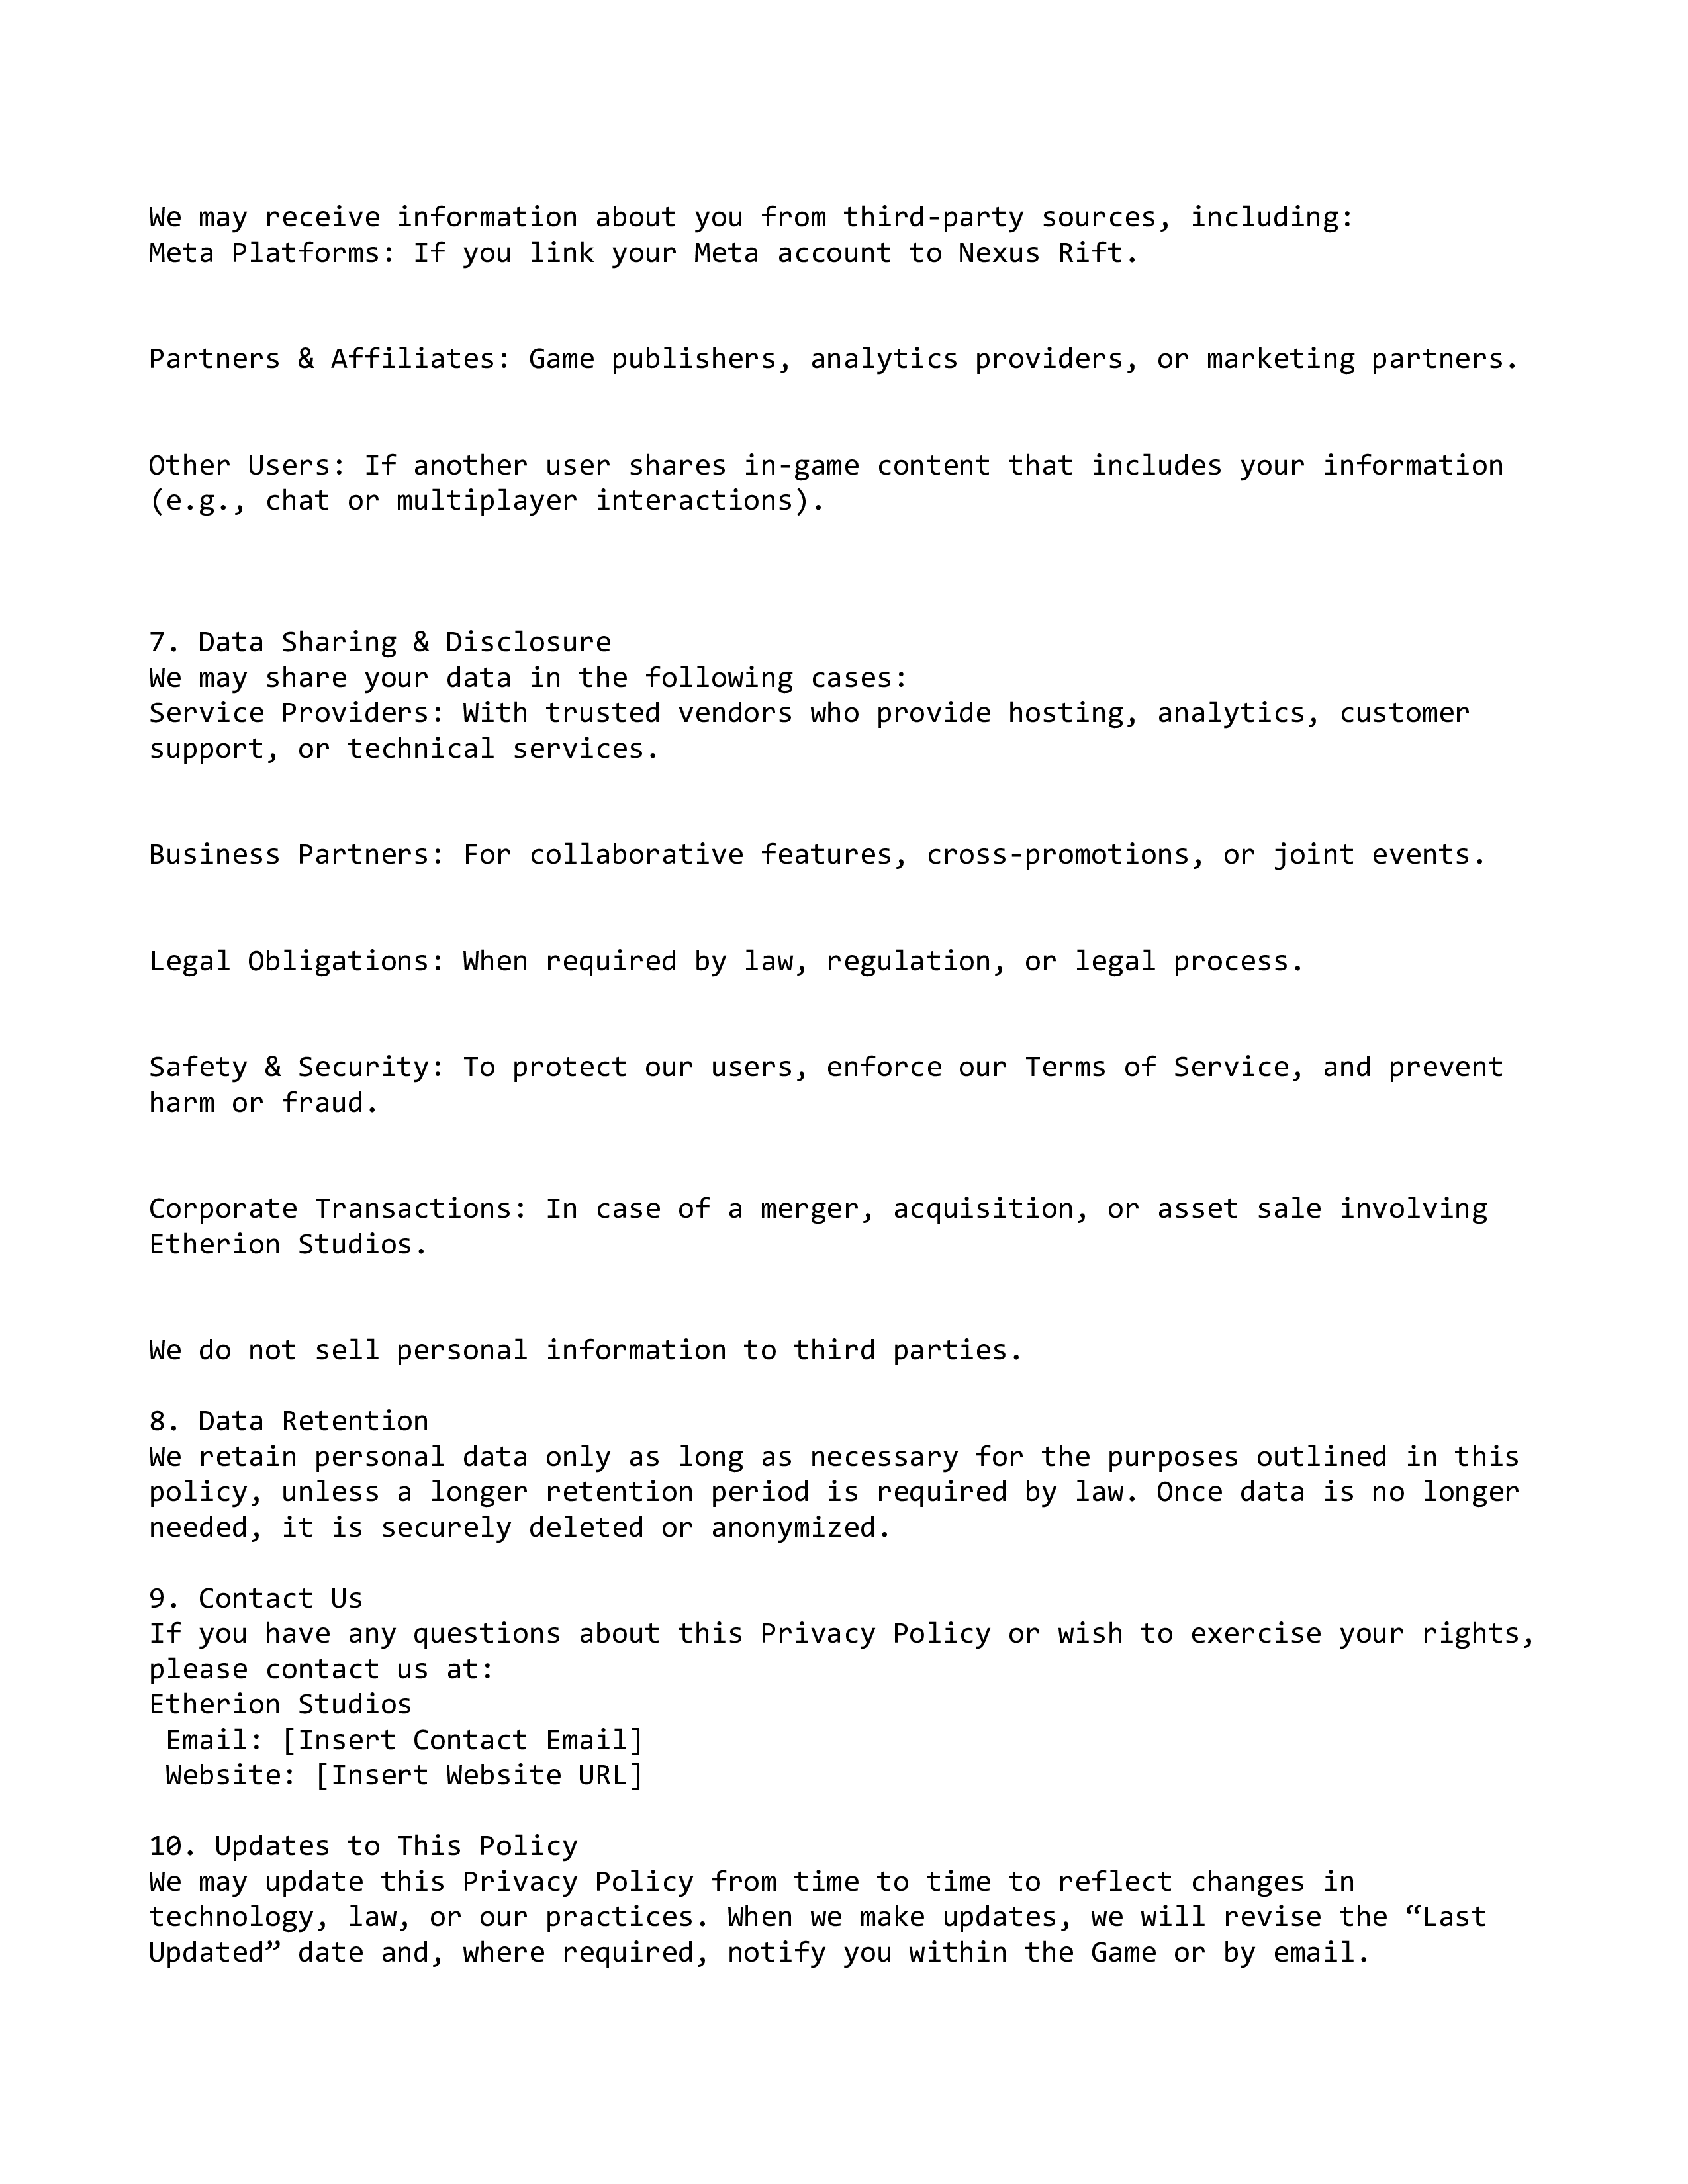 We may receive information about you from third-party sources, including:
Meta Platforms: If you link your Meta account to Nexus Rift.
Partners & Affiliates: Game publishers, analytics providers, or marketing partners.
Other Users: If another user shares in-game content that includes your information
(e.g., chat or multiplayer interactions).
7. Data Sharing & Disclosure
We may share your data in the following cases:
Service Providers: With trusted vendors who provide hosting, analytics, customer
support, or technical services.
Business Partners: For collaborative features, cross-promotions, or joint events.
Legal Obligations: When required by law, regulation, or legal process.
Safety & Security: To protect our users, enforce our Terms of Service, and prevent
harm or fraud.
Corporate Transactions: In case of a merger, acquisition, or asset sale involving
Etherion Studios.
We do not sell personal information to third parties.
8. Data Retention
We retain personal data only as long as necessary for the purposes outlined in this
policy, unless a longer retention period is required by law. Once data is no longer
needed, it is securely deleted or anonymized.
9. Contact Us
If you have any questions about this Privacy Policy or wish to exercise your rights,
please contact us at:
Etherion Studios
Email: [Insert Contact Email]
Website: [Insert Website URL]
10. Updates to This Policy
We may update this Privacy Policy from time to time to reflect changes in
technology, law, or our practices. When we make updates, we will revise the “Last
Updated” date and, where required, notify you within the Game or by email.